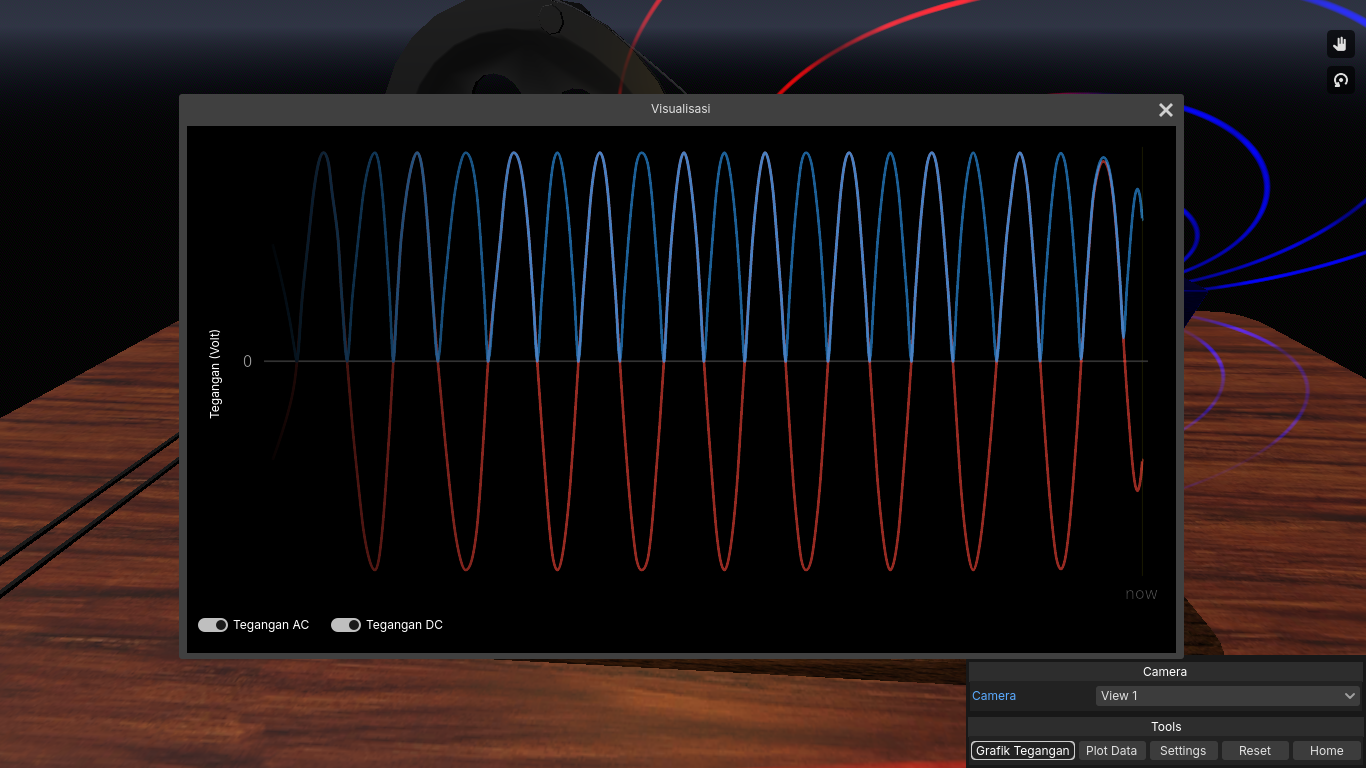 Visualisasi
Tegangan (Volt)
0
now
Tegangan AC
Tegangan DC
Camera
Camera
View 1
Tools
Grafik Tegangan
Plot Data
Settings
Reset
Home